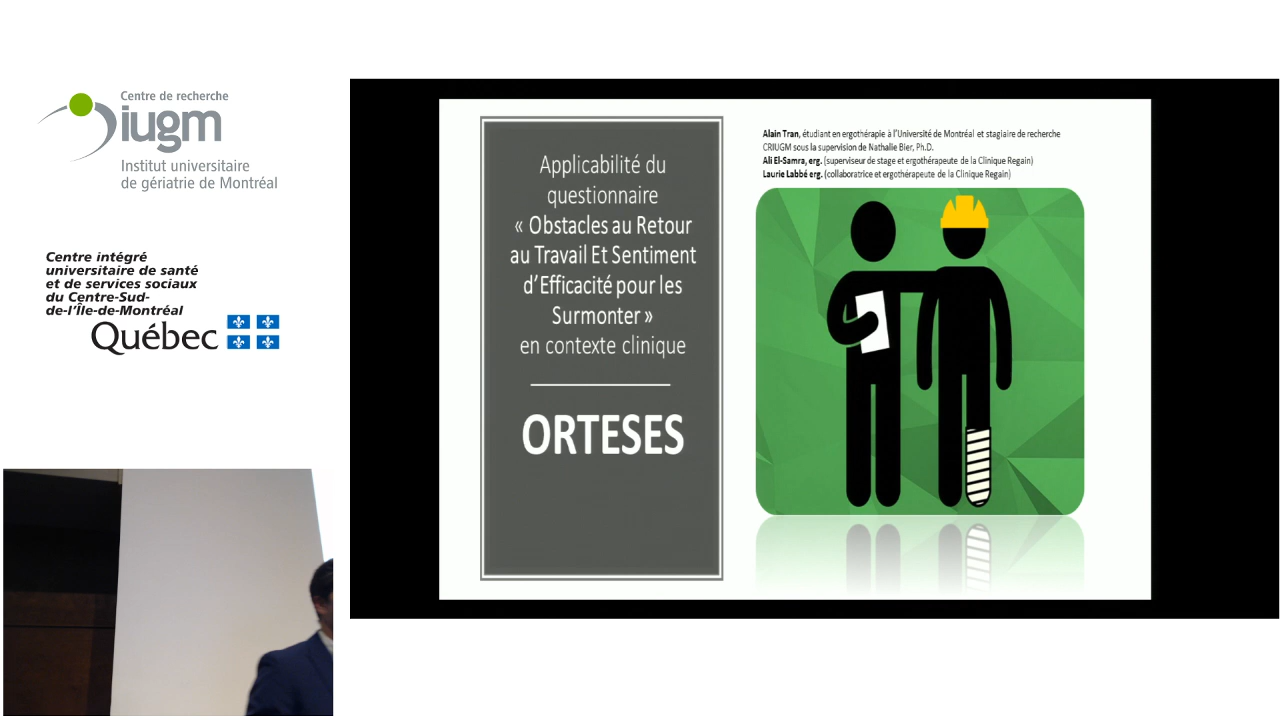 Centre de recherche
iugm
Institut universitaire
de gériatrie de Montréal
Centre intégré
universitaire de santé
et de services sociaux
du Centre-Sud-
de-l'Île-de-Montréal
Québec
Applicabilité du
questionnaire
« Obstacles au Retour
au Travail Et Sentiment
d'Efficacité pour les
Surmonter »
en contexte clinique
ORTESES
Alain Tran, étudiant en ergothérapie à l'Université de Montréal et stagiaire de recherche
CRIUGM sous la supervision de Nathalie Bier, Ph.D.
Ali El-Samra, erg. (superviseur de stage et ergothérapeute de la Clinique Regain)
Laurie Labbé erg. (collaboratrice et ergothérapeute de la Clinique Regain)